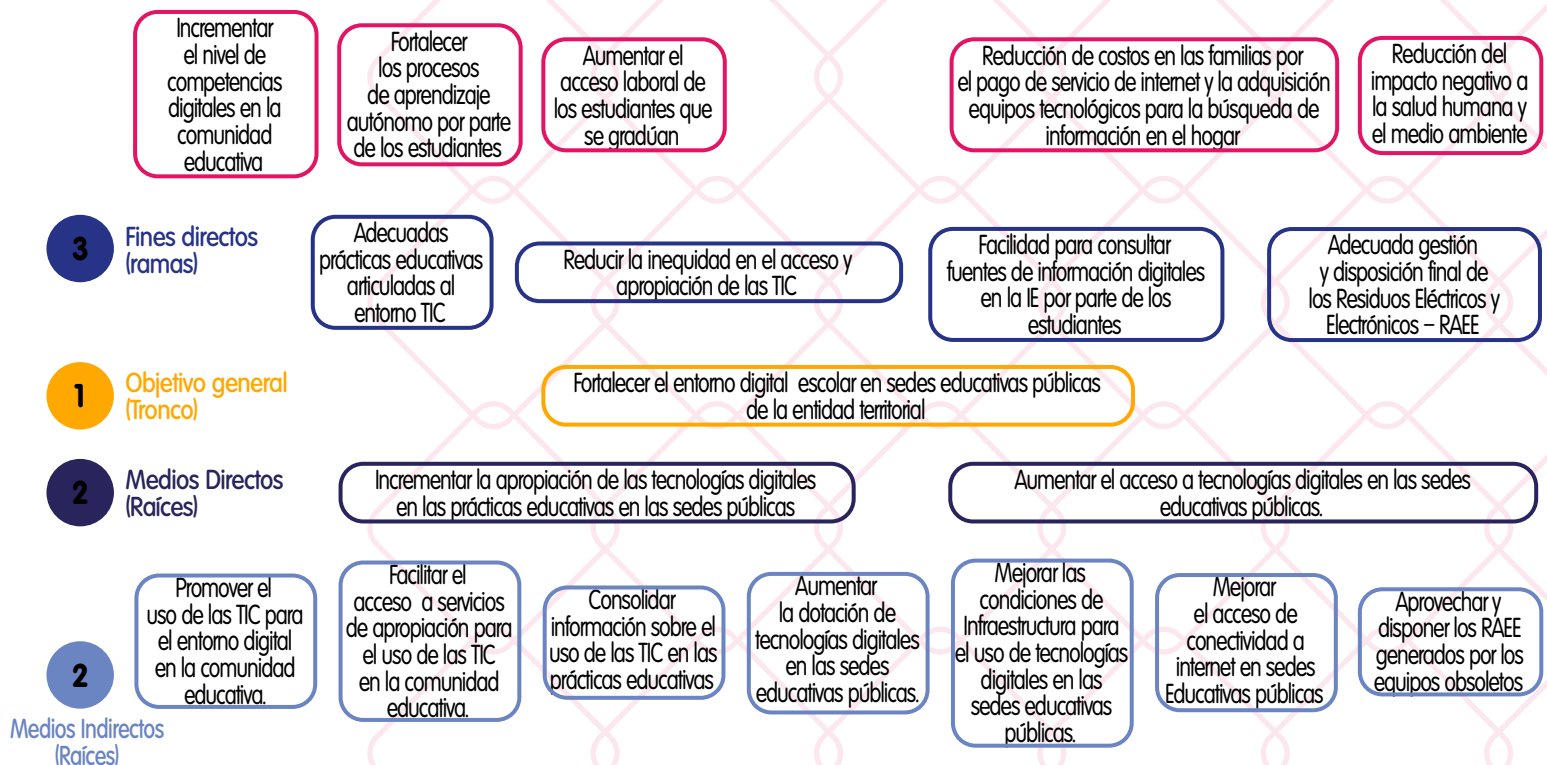 Incrementar
el nivel de
competencias
digitales en la
comunidad
educativa
Fortalecer
los procesos
de aprendizaje
autónomo por parte
de los estudiantes
Aumentar el
acceso laboral de
los estudiantes que
se gradúan
Reducción de costos en las familias por
el pago de servicio de internet y la adquisición
equipos tecnológicos para la búsqueda de
información en el hogar
Reducción del
impacto negativo a
la salud humana y
el medio ambiente
3
Fines directos
(ramas)
Adecuadas
prácticas educativas
articuladas al
entorno TIC
Reducir la inequidad en el acceso y
apropiación de las TIC
Facilidad para consultar
fuentes de información digitales
en la IE por parte de los
estudiantes
Adecuada gestión
y disposición final de
los Residuos Eléctricos y
Electrónicos – RAEE
1
Objetivo general
(Tronco)
Fortalecer el entorno digital escolar en sedes educativas públicas
de la entidad territorial
2
Medios Directos
(Raíces)
Incrementar la apropiación de las tecnologías digitales
en las prácticas educativas en las sedes públicas
Aumentar el acceso a tecnologías digitales en las sedes
educativas públicas.
2
Medios Indirectos
(Raíces)
Promover el
uso de las TIC para
el entorno digital
en la comunidad
educativa.
Facilitar el
acceso a servicios
de apropiación para
el uso de las TIC
en la comunidad
educativa.
Consolidar
información sobre el
uso de las TIC en las
prácticas educativas
Aumentar
la dotación de
tecnologías digitales
en las sedes
educativas públicas.
Mejorar las
condiciones de
Infraestructura para
el uso de tecnologías
digitales en las
sedes educativas
públicas.
Mejorar
el acceso de
conectividad a
internet en sedes
Educativas públicas
Aprovechar y
disponer los RAEE
generados por los
equipos obsoletos